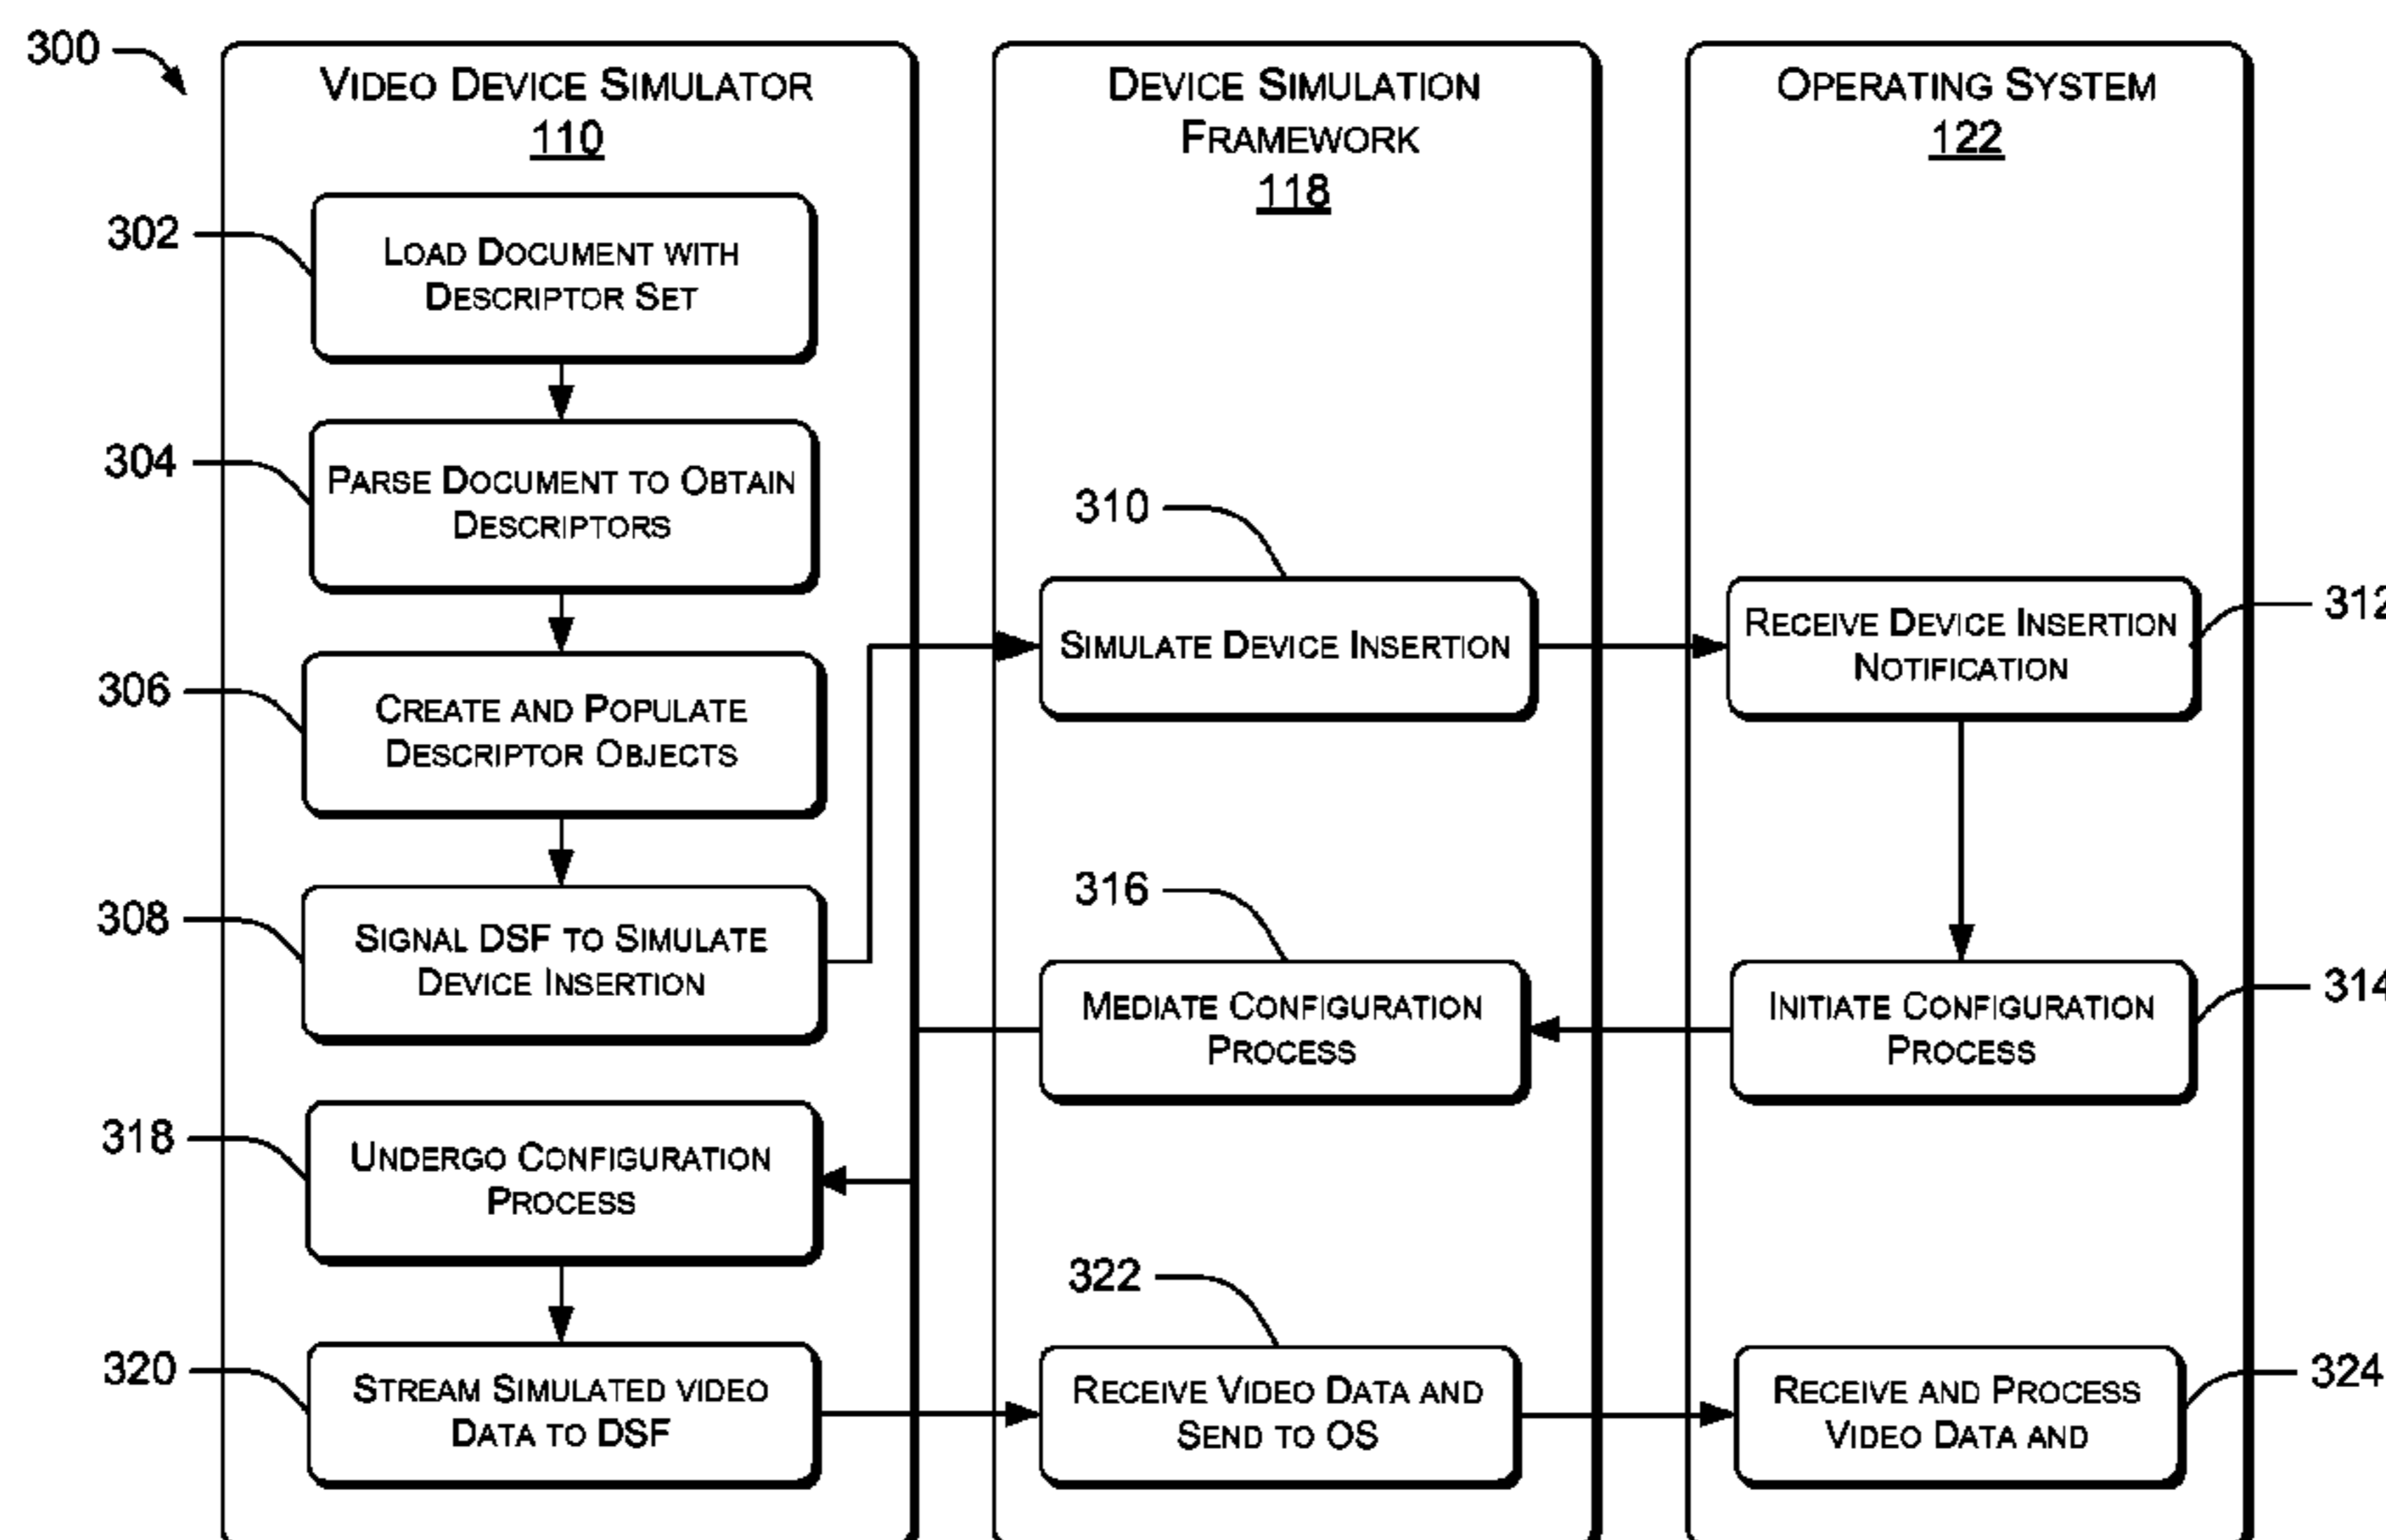 300
VIDEO DEVICE SIMULATOR
110
302
LOAD DOCUMENT WITH
DESCRIPTOR SET
304
PARSE DOCUMENT TO OBTAIN
DESCRIPTORS
306
CREATE AND POPULATE
DESCRIPTOR OBJECTS
308
SIGNAL DSF TO SIMULATE
DEVICE INSERTION
318
UNDERGO CONFIGURATION
PROCESS
320
STREAM SIMULATED VIDEO
DATA TO DSF
DEVICE SIMULATION
FRAMEWORK
118
310
SIMULATE DEVICE INSERTION
316
MEDIATE CONFIGURATION
PROCESS
322
RECEIVE VIDEO DATA AND
SEND TO OS
OPERATING SYSTEM
122
RECEIVE DEVICE INSERTION
NOTIFICATION
312
INITIATE CONFIGURATION
PROCESS
314
RECEIVE AND PROCESS
VIDEO DATA AND
324